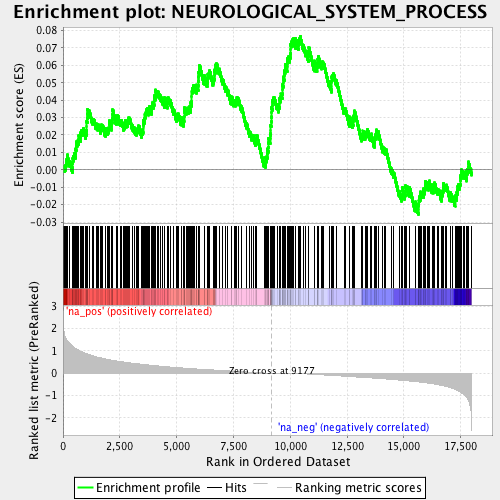 Enrichment plot: NEUROLOGICAL_SYSTEM_PROCESS
Enrichment score (ES)
0.08
0.07
0.06
0.05
0.04
0.03
0.02
0.01
0.00
-0.01
-0.02
-0.03
Ranked list metric (PreRanked)
'na_pos' (positively correlated)
3
2
1
0
-1
-2
Zero cross at 9177
'na_neg' (negatively correlated)
0
2,500
5,000
7,500
10,000
12,500
15,000
17,500
Rank in Ordered Dataset
Enrichment profile
Hits
Ranking metric scores